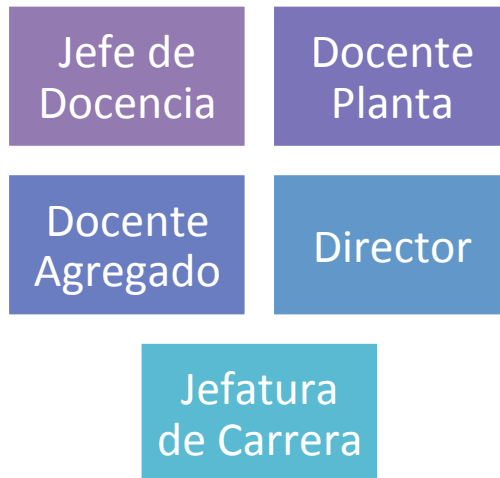 Jefe de
Docencia
Docente
Planta
Docente
Agregado
Director
Jefatura
de Carrera